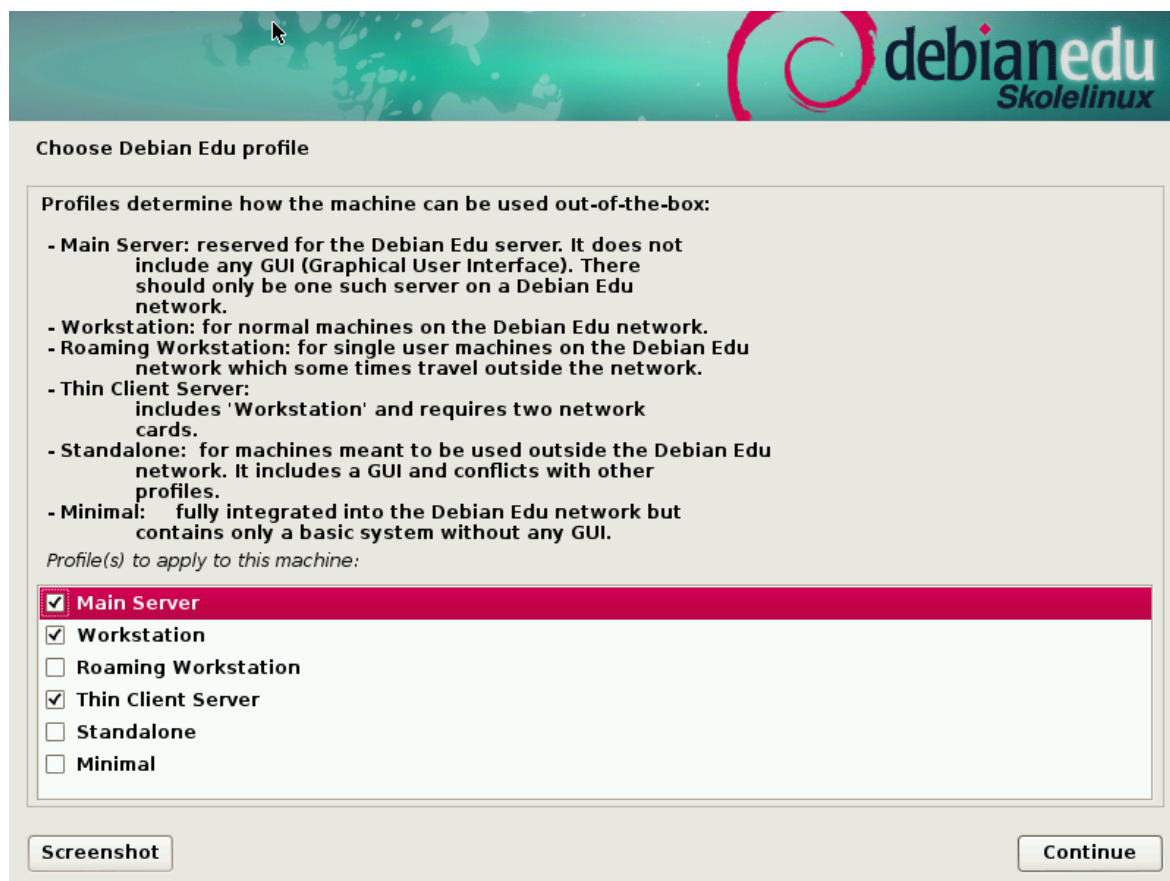 debianedu
Skolelinux
Choose Debian Edu profile
Profiles determine how the machine can be used out-of-the-box:
- Main Server: reserved for the Debian Edu server. It does not
include any GUI (Graphical User Interface). There
should only be one such server on a Debian Edu
network.
- Workstation: for normal machines on the Debian Edu network.
- Roaming Workstation: for single user machines on the Debian Edu
network which some times travel outside the network.
- Thin Client Server:
includes 'Workstation' and requires two network
cards.
- Standalone: for machines meant to be used outside the Debian Edu
network. It includes a GUI and conflicts with other
profiles.
- Minimal: fully integrated into the Debian Edu network but
contains only a basic system without any GUI.
Profile(s) to apply to this machine:
Main Server
Workstation
Roaming Workstation
Thin Client Server
Standalone
Minimal
Screenshot
Continue